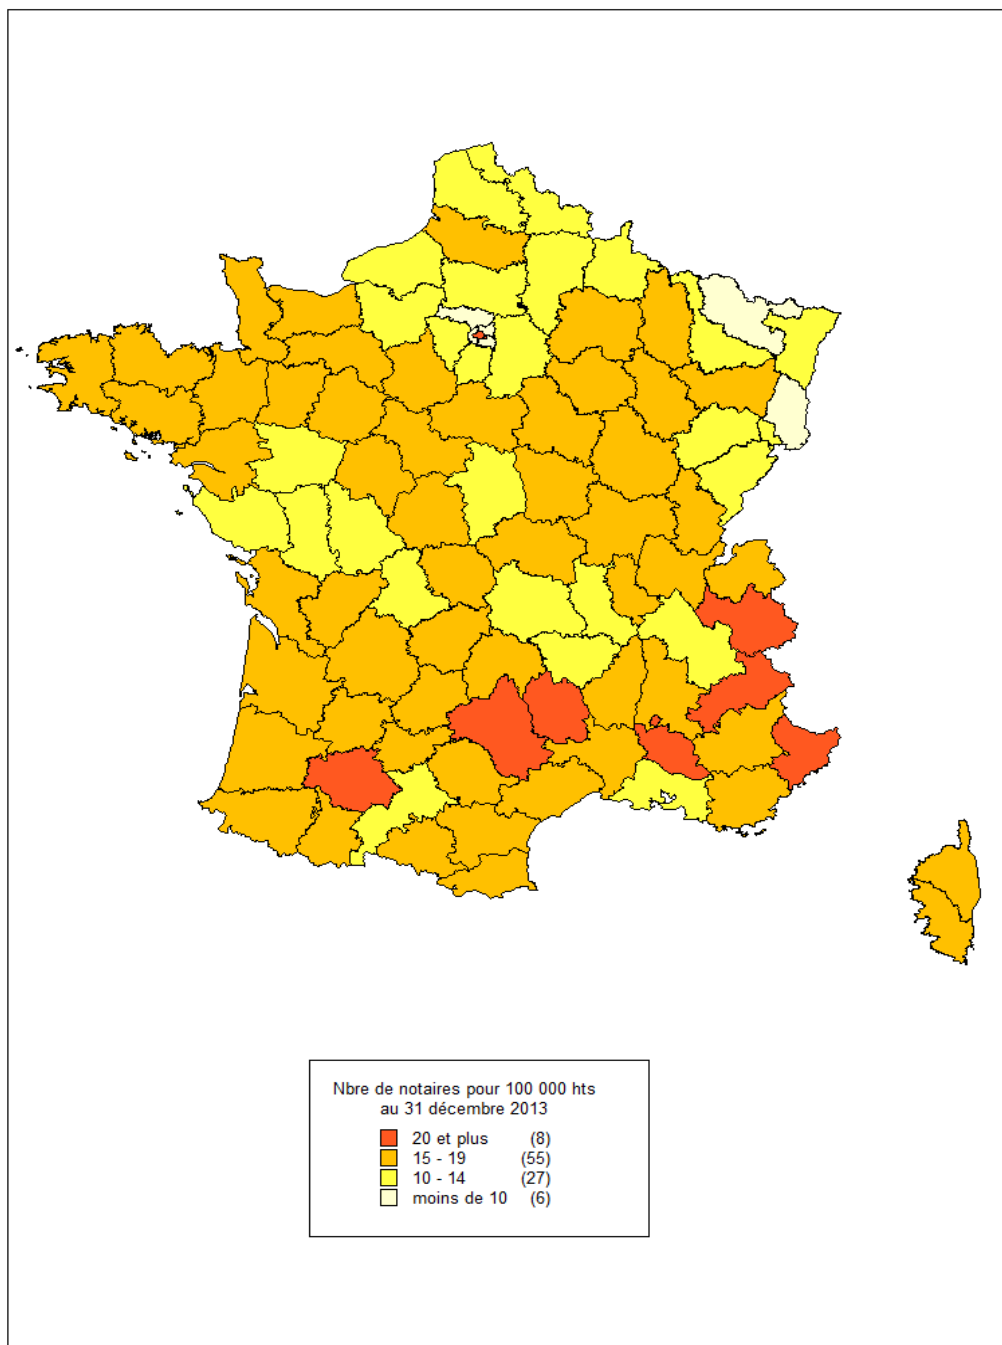 Nbre de notaires pour 100 000 hts
au 31 décembre 2013
20 et plus (8)
15 - 19 (55)
10 - 14 (27)
moins de 10 (6)